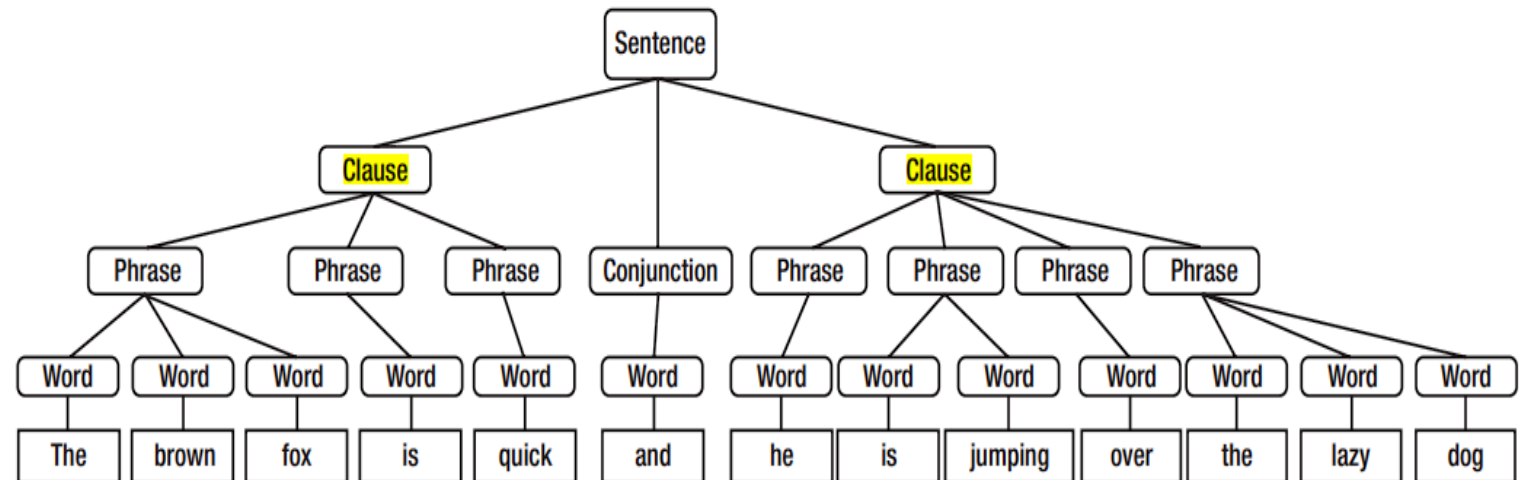 Sentence
Clause Clause
Phrase Phrase Phrase Conjunction Phrase Phrase Phrase Phrase
Word Word Word Word Word Word Word Word Word Word Word Word Word
The brown fox is quick and he is jumping over the lazy dog